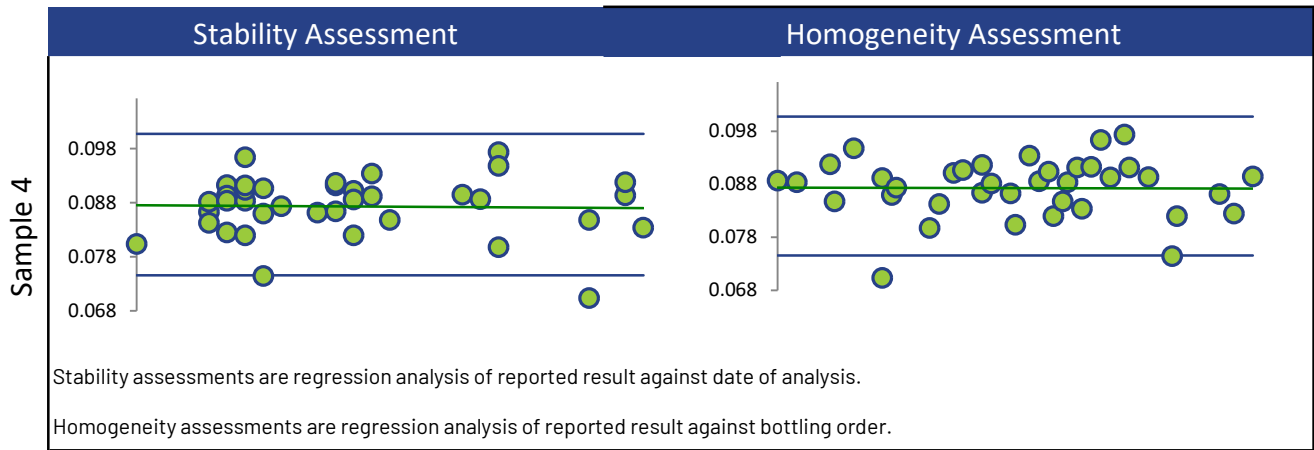 Stability Assessment
Homogeneity Assessment
Sample 4
0.098
0.088
0.078
0.068
0.098
0.088
0.078
0.068
Stability assessments are regression analysis of reported result against date of analysis.
Homogeneity assessments are regression analysis of reported result against bottling order.